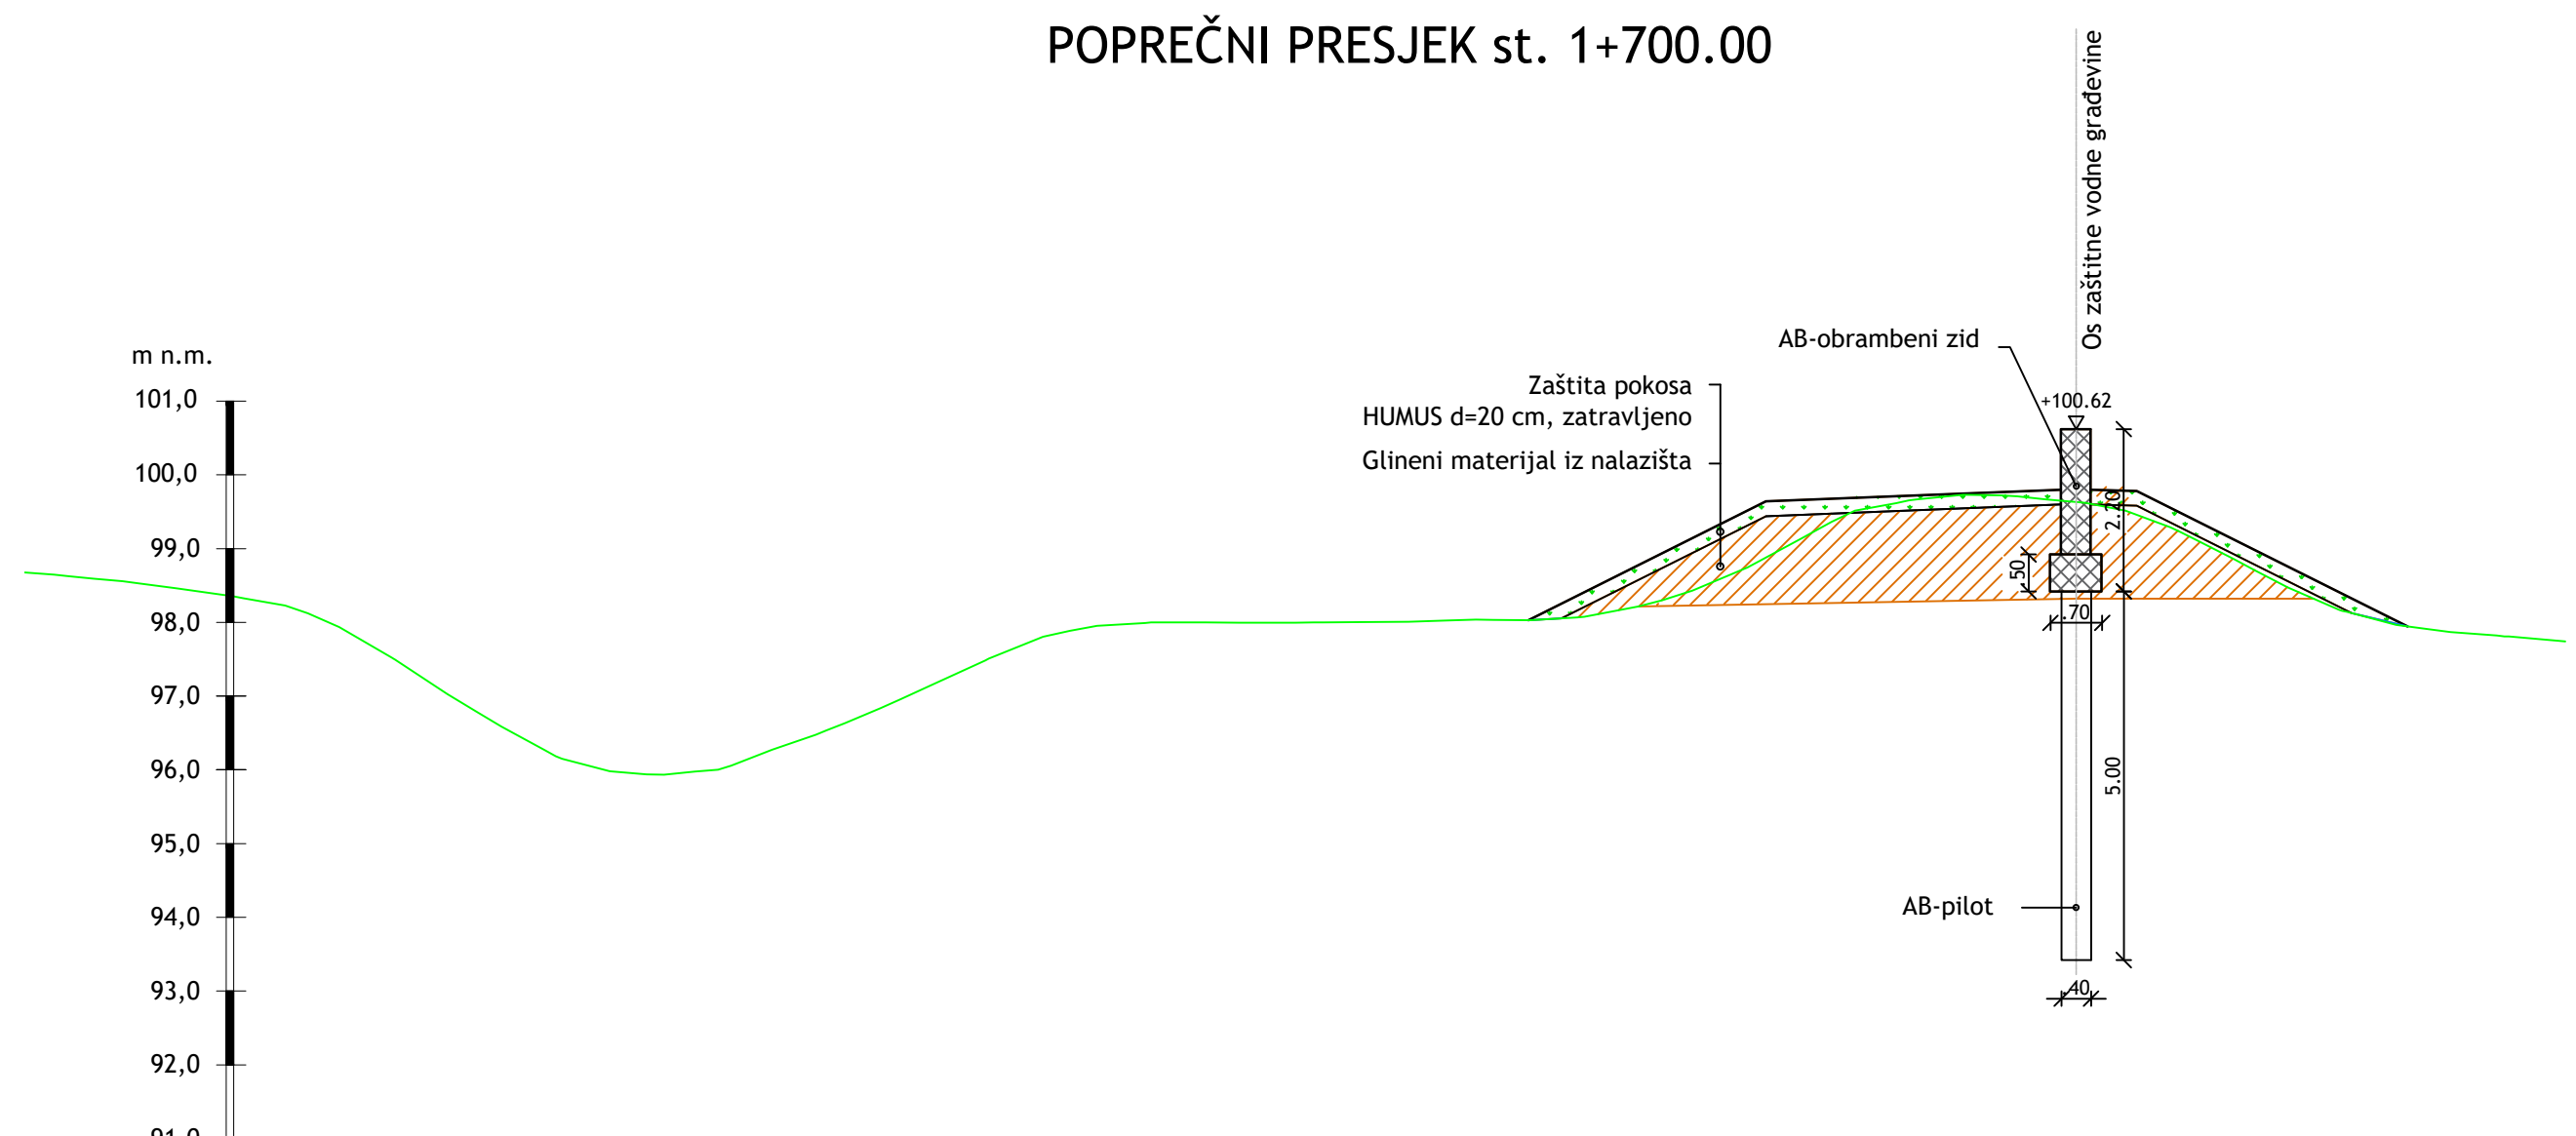 POPREČNI PRESJEK st. 1+700.00
Os zaštitne vodne građevine
AB-obrambeni zid
m n.m.
Zaštita pokosa
HUMUS d=20 cm, zatravljeno
Glineni materijal iz nalazišta
+100.62
101,0
100,0
99,0
98,0
97,0
96,0
95,0
94,0
93,0
92,0
91,0
2.20
.50
.70
5.00
AB-pilot
.40